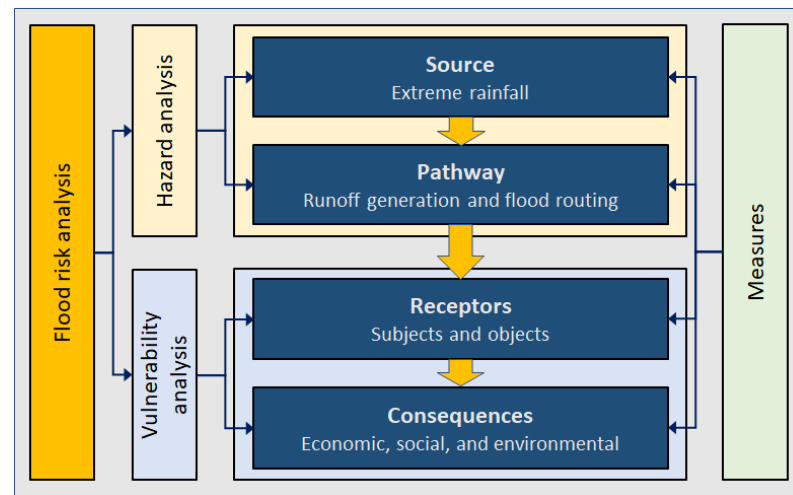 Flood risk analysis
Hazard analysis
Vulnerability
analysis
Source
Extreme rainfall
Pathway
Runoff generation and flood routing
Receptors
Subjects and objects
Consequences
Economic, social, and environmental
Measures